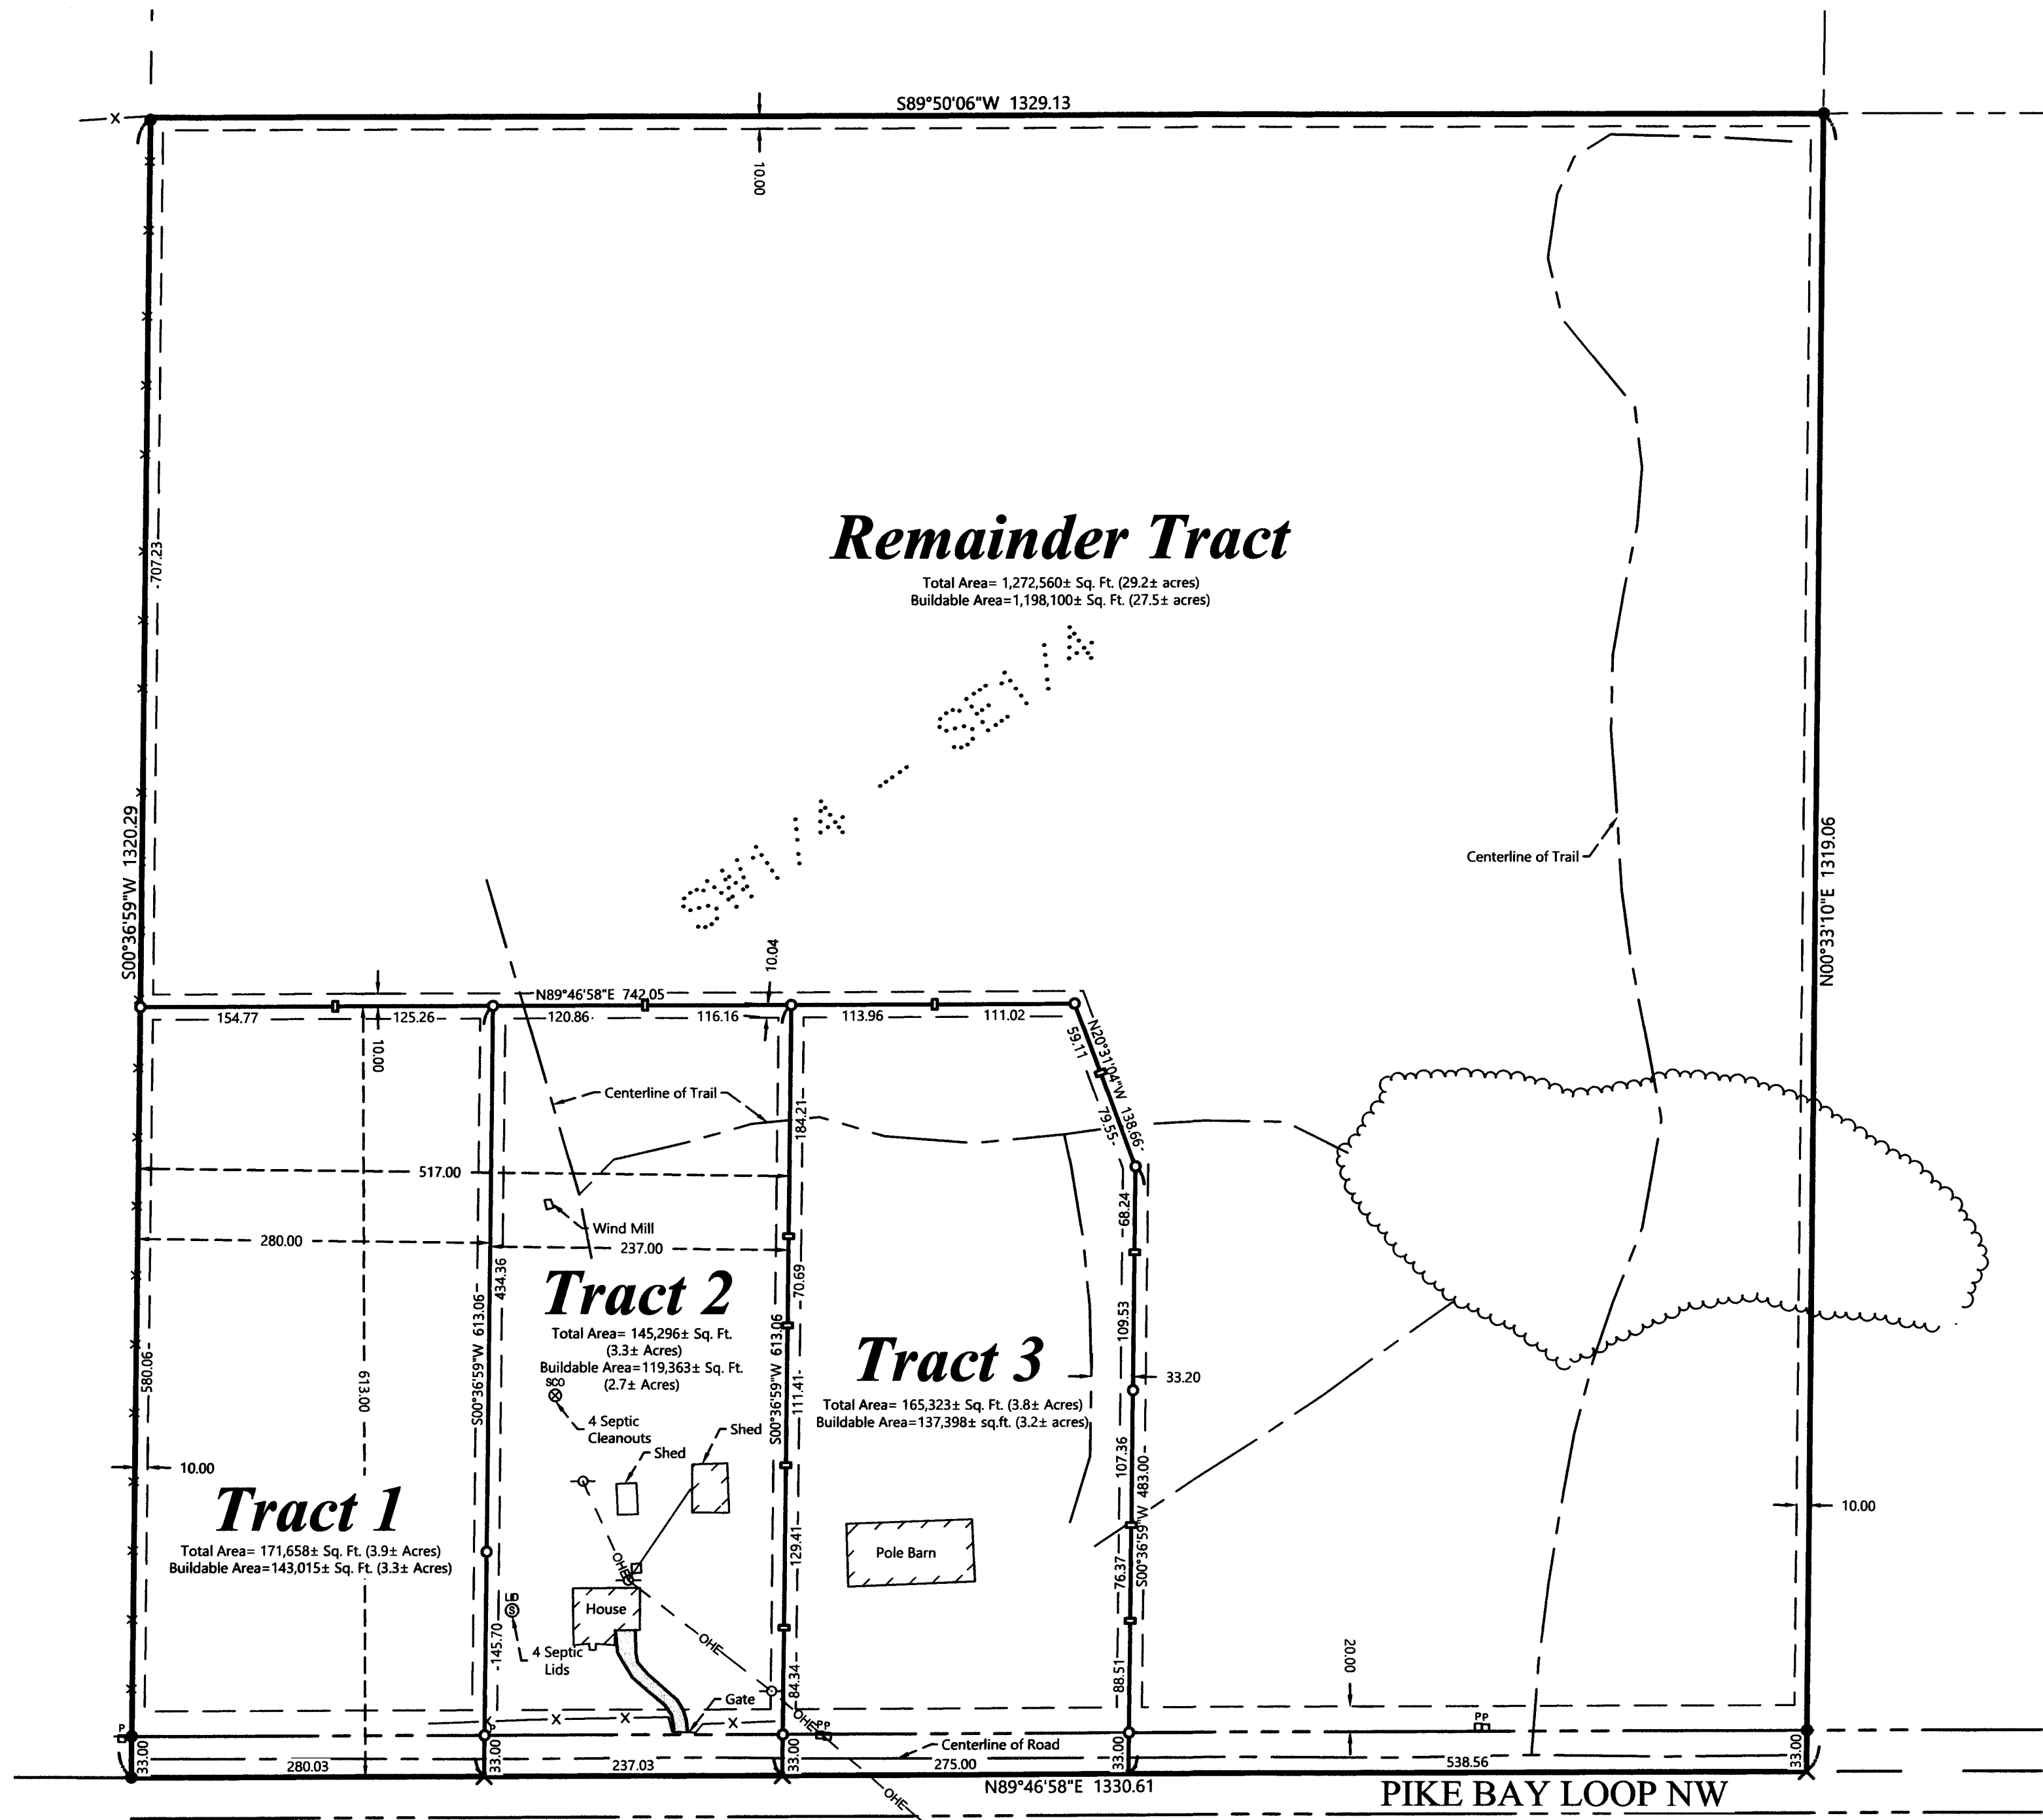 S89°50'06"W 1329.13
X
10.00
Remainder Tract
Total Area= 1,272,560± Sq. Ft. (29.2± acres)
Buildable Area=1,198,100± Sq. Ft. (27.5± acres)
SW1/4 - SE1/4
707.23
S00°36'59"W 1320.29
N00°33'10"E 1319.06
Centerline of Trail
10.04
N89°46'58"E 742.05
154.77
125.26
120.86
116.16
113.96
111.02
10.00
59.11
N20°31'04"W 138.66
79.55
Centerline of Trail
184.21
517.00
68.24
Wind Mill
280.00
237.00
434.36
70.69
Tract 2
Total Area= 145,296± Sq. Ft.
(3.3± Acres)
Buildable Area=119,363± Sq. Ft.
(2.7± Acres)
S00°36'59"W 613.06
S00°36'59"W 613.06
109.53
Tract 3
Total Area= 165,323± Sq. Ft. (3.8± Acres)
Buildable Area=137,398± sq.ft. (3.2± acres)
33.20
580.06
613.00
111.41
SCO
4 Septic
Cleanouts
Shed
Shed
107.36
S00°36'59"W 483.00
10.00
10.00
Tract 1
Total Area= 171,658± Sq. Ft. (3.9± Acres)
Buildable Area=143,015± Sq. Ft. (3.3± Acres)
129.41
Pole Barn
76.37
OHE
LID
S
House
145.70
4 Septic
Lids
OHE
84.34
88.51
20.00
Gate
X
X
X
OHE
P
P
PP
PP
33.00
33.00
33.00
33.00
33.00
Centerline of Road
280.03
237.03
275.00
538.56
N89°46'58"E 1330.61
PIKE BAY LOOP NW
OHE